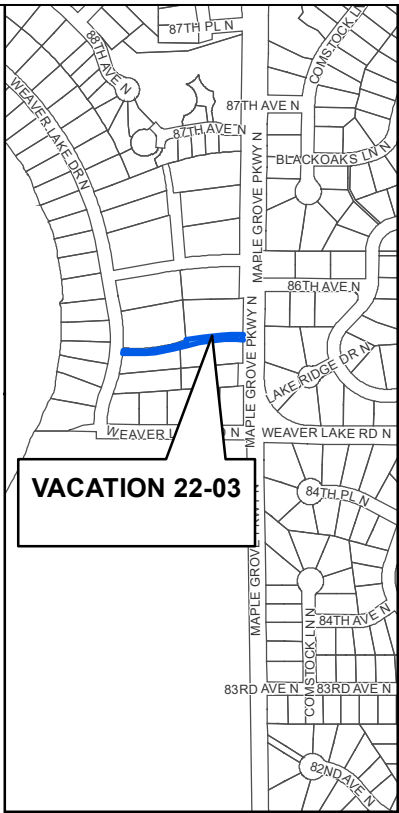 87TH PL N
COMSTOCK LN
88TH AVE N
WEAVER LAKE DR N
87TH AVE N
87TH AVE N
BLACKOAKS LN N
MAPLE GROVE PKWY N
86TH AVE N
MAPLE GROVE PKWY N
LAKE RIDGE DR N
WEAVER L D N
WEAVER LAKE RD N
VACATION 22-03
84TH PL N
MAPLE GROVE PKWY N
84TH AVE N
COMSTOCK LN N
83RD AVE N
83RD AVE N
82ND AVE N